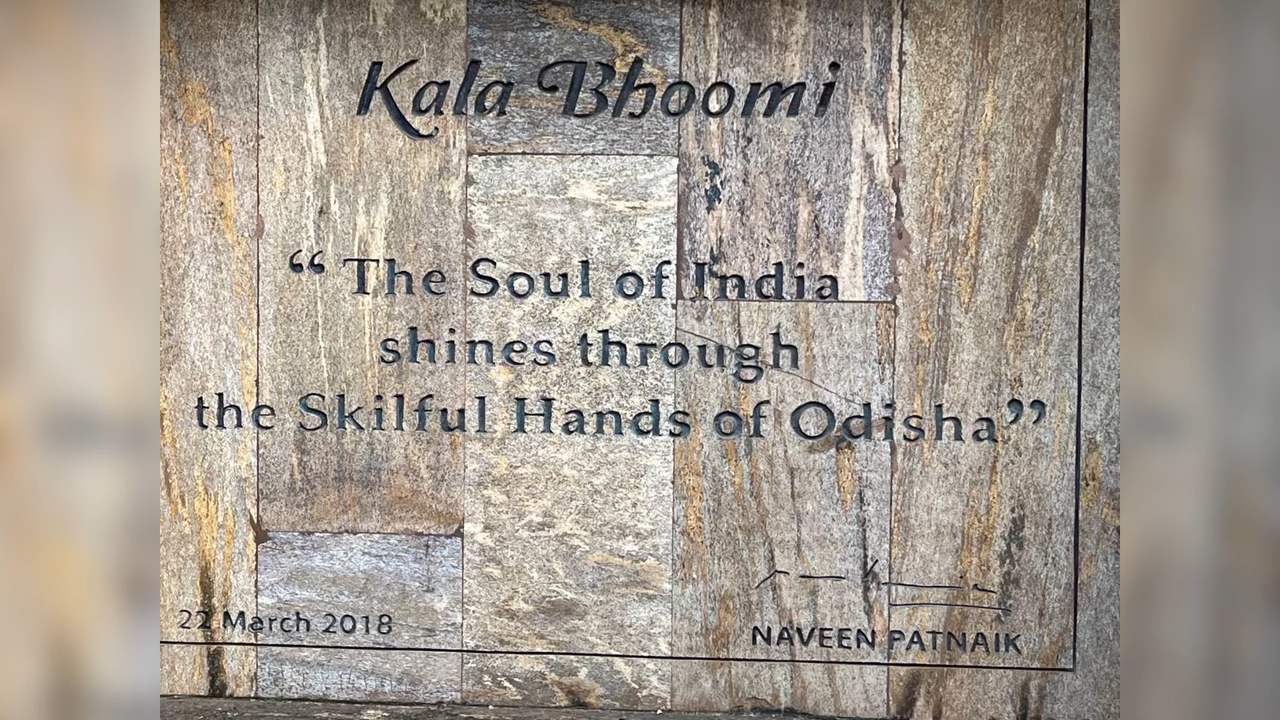 Kala Bhoomi
“The Soul of India
shines through
the Skilful Hands of Odisha”
22 March 2018
NAVEEN PATNAIK